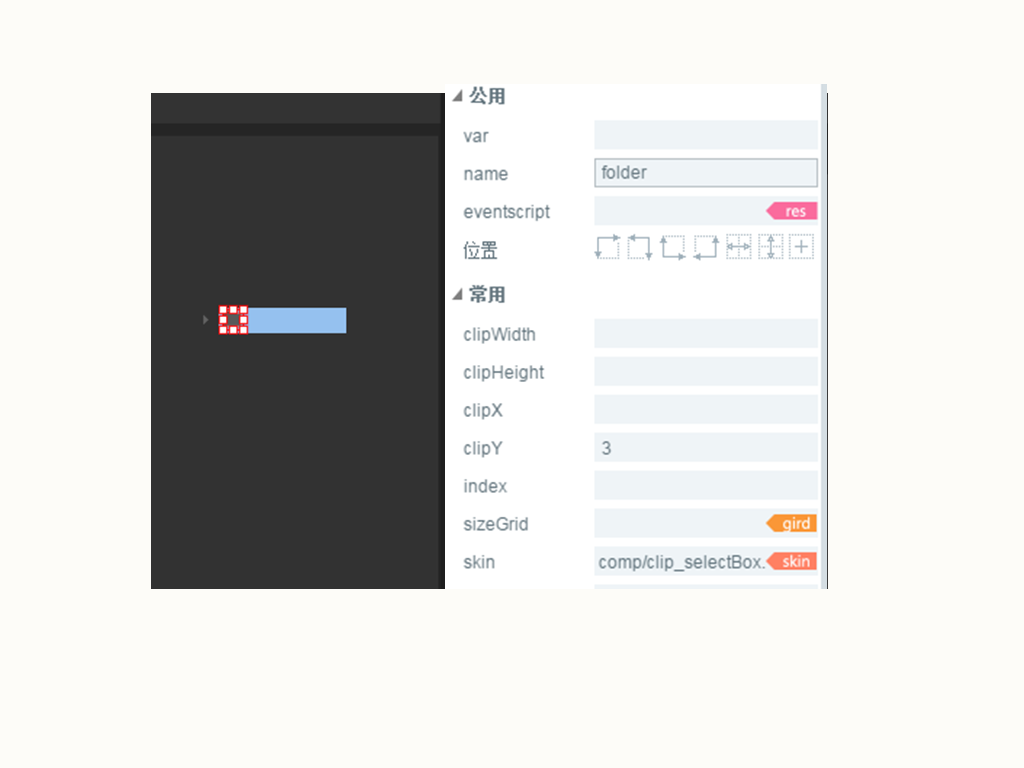 公用
var
name folder
eventscript res
位置
常用
clipWidth
clipHeight
clipX
clipY 3
index
sizeGrid gird
skin comp/clip_selectBox. skin